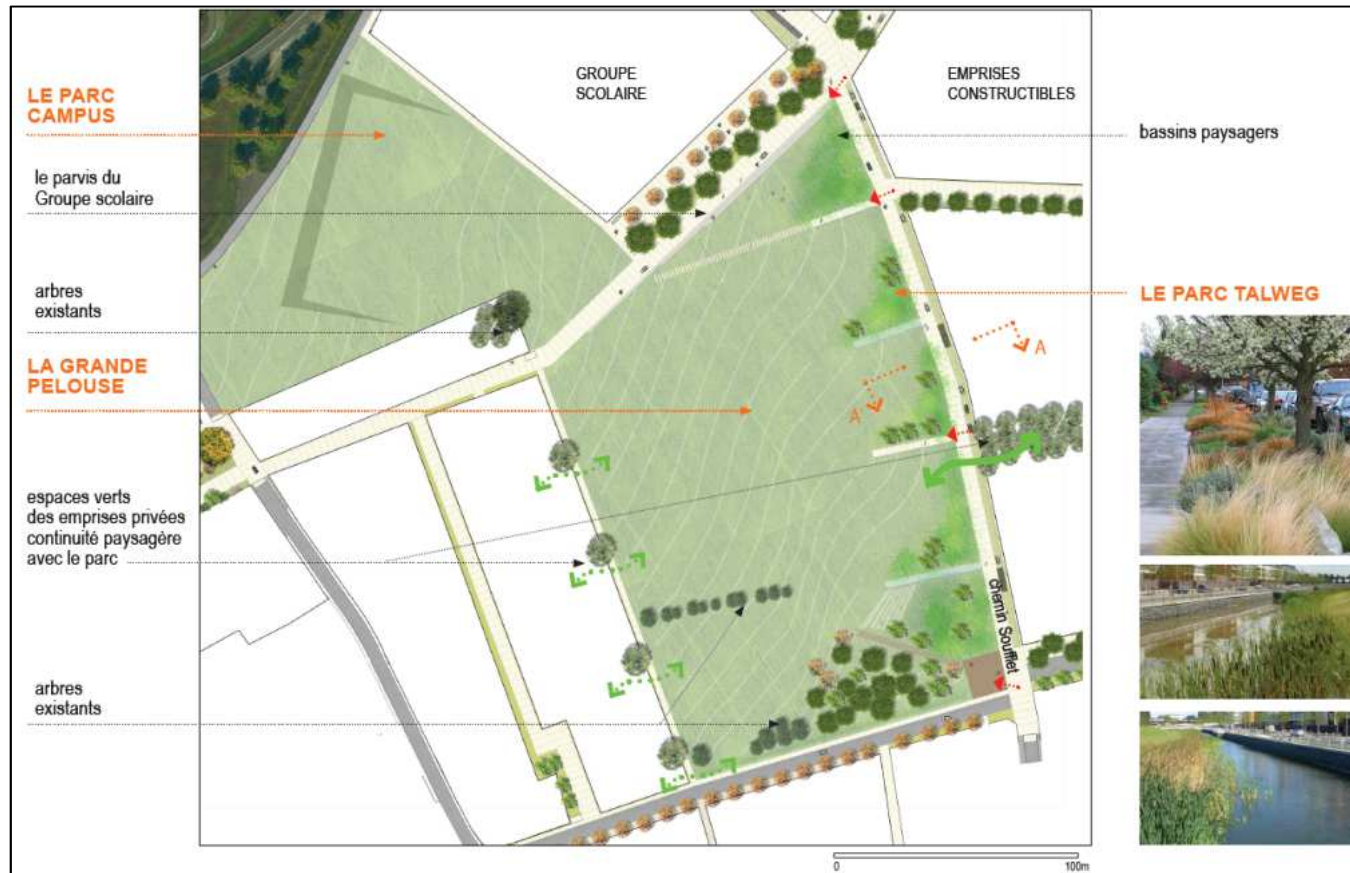 LE PARC
CAMPUS
le parvis du
Groupe scolaire
arbres
existants
LA GRANDE
PELOUSE
espaces verts
des emprises privées
continuité paysagère
avec le parc
arbres
existants
GROUPE
SCOLAIRE
EMPRISES
CONSTRUCTIBLES
bassins paysagers
LE PARC TALWEG
A
A'
chemin Soufflet
0
100m